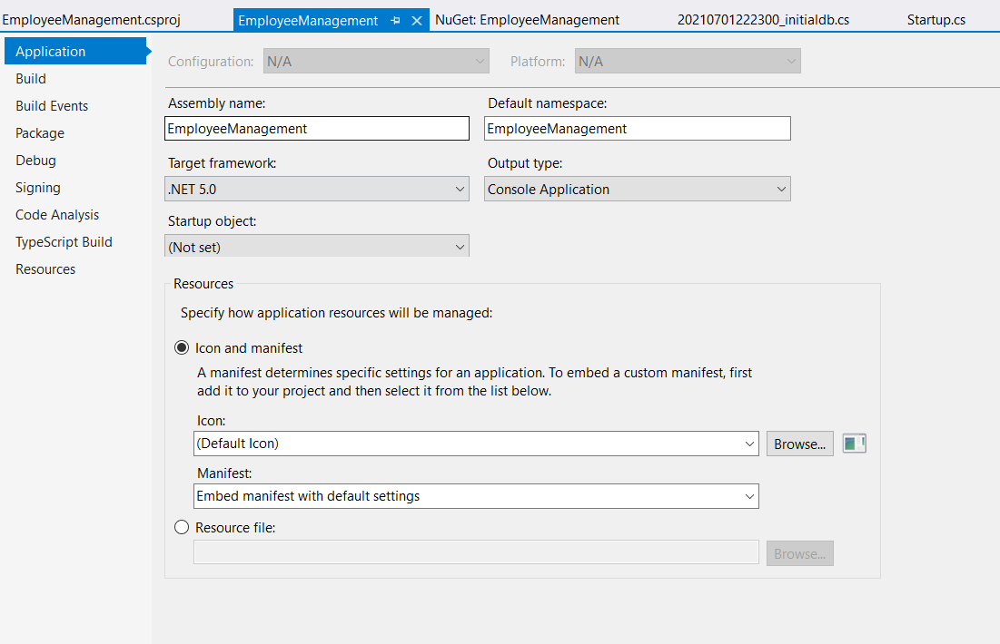 EmployeeManagement.csproj EmployeeManagement NuGet: EmployeeManagement 20210701222300_initialdb.cs Startup.cs
Application
Build
Build Events
Package
Debug
Signing
Code Analysis
TypeScript Build
Resources
Configuration: N/A Platform: N/A
Assembly name: Default namespace:
EmployeeManagement EmployeeManagement
Target framework: Output type:
.NET 5.0 Console Application
Startup object:
(Not set)
Resources
Specify how application resources will be managed:
Icon and manifest
A manifest determines specific settings for an application. To embed a custom manifest, first
add it to your project and then select it from the list below.
Icon:
(Default Icon) Browse...
Manifest:
Embed manifest with default settings
Resource file:
Browse...